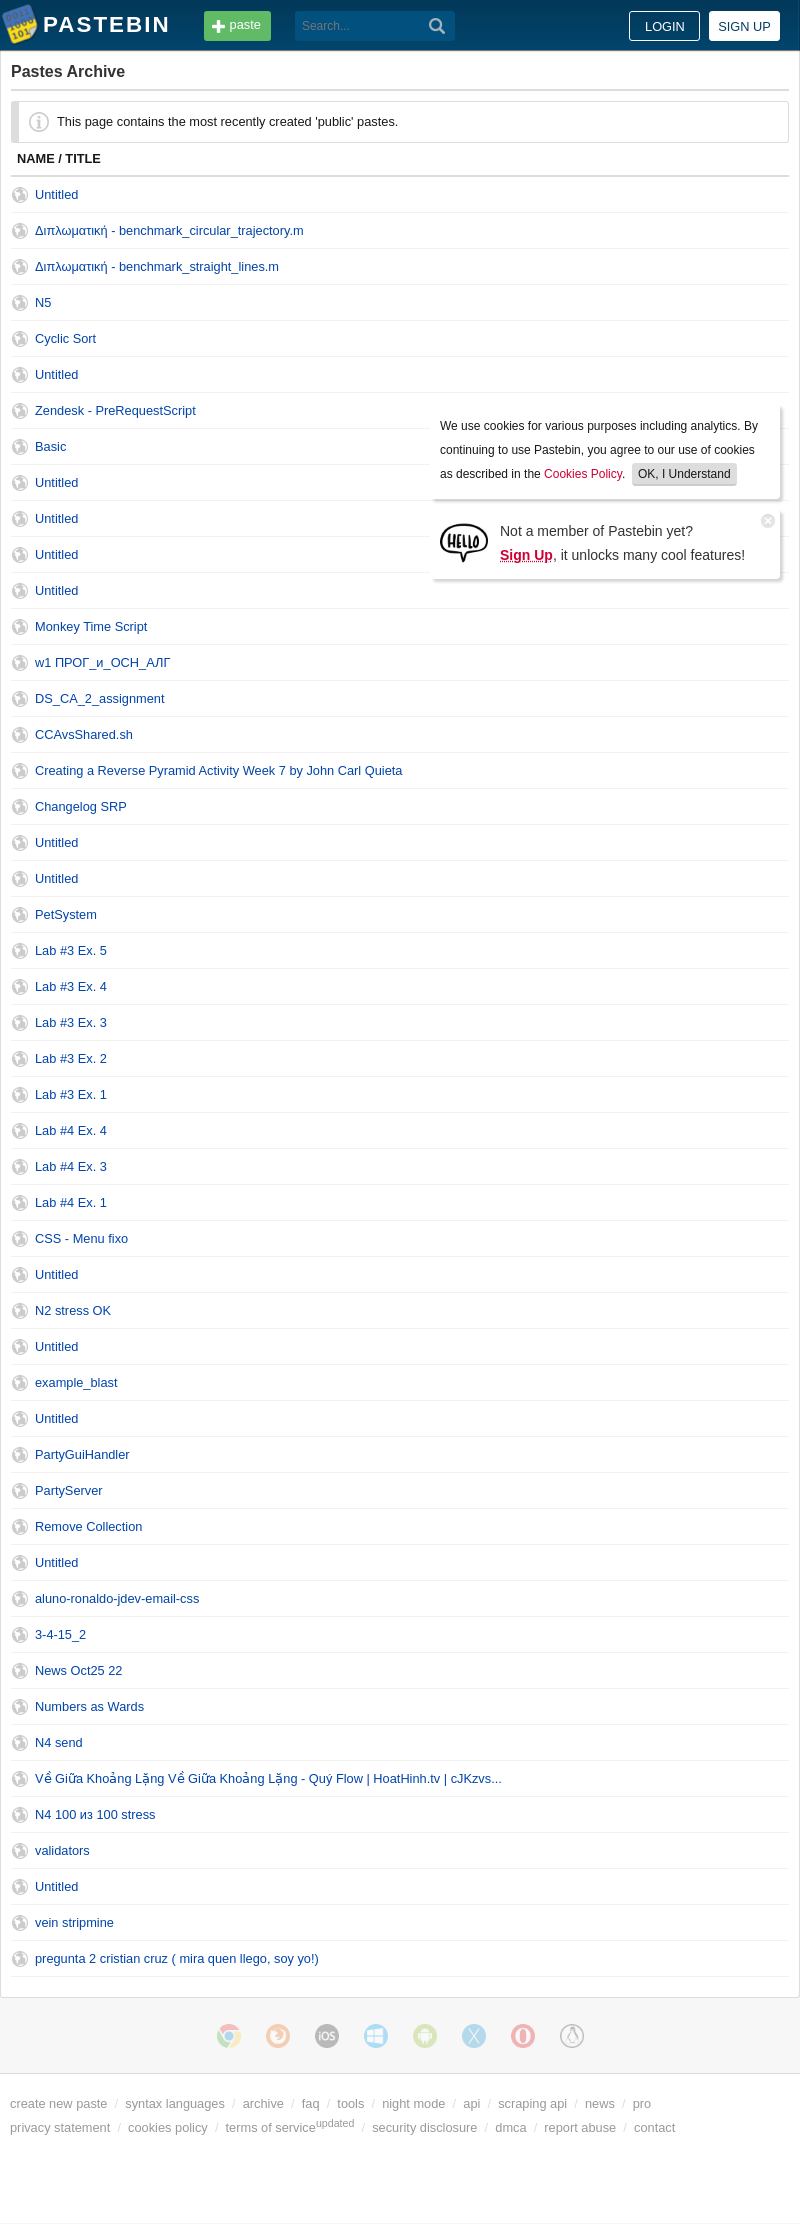 PASTEBIN
paste
Search...
LOGIN
SIGN UP
Pastes Archive
This page contains the most recently created 'public' pastes.
NAME / TITLE
Untitled
Διπλωματική - benchmark_circular_trajectory.m
Διπλωματική - benchmark_straight_lines.m
N5
Cyclic Sort
Untitled
Zendesk - PreRequestScript
Basic
Untitled
Untitled
Untitled
Untitled
We use cookies for various purposes including analytics. By
continuing to use Pastebin, you agree to our use of cookies
as described in the Cookies Policy. OK, I Understand
HELLO
Not a member of Pastebin yet?
Sign Up, it unlocks many cool features!
Monkey Time Script
w1 ПРОГ_и_ОСН_АЛГ
DS_CA_2_assignment
CCAvsShared.sh
Creating a Reverse Pyramid Activity Week 7 by John Carl Quieta
Changelog SRP
Untitled
Untitled
PetSystem
Lab #3 Ex. 5
Lab #3 Ex. 4
Lab #3 Ex. 3
Lab #3 Ex. 2
Lab #3 Ex. 1
Lab #4 Ex. 4
Lab #4 Ex. 3
Lab #4 Ex. 1
CSS - Menu fixo
Untitled
N2 stress OK
Untitled
example_blast
Untitled
PartyGuiHandler
PartyServer
Remove Collection
Untitled
aluno-ronaldo-jdev-email-css
3-4-15_2
News Oct25 22
Numbers as Wards
N4 send
Về Giữa Khoảng Lặng Về Giữa Khoảng Lặng - Quý Flow | HoatHinh.tv | cJKzvs...
N4 100 из 100 stress
validators
Untitled
vein stripmine
pregunta 2 cristian cruz ( mira quen llego, soy yo!)
iOS
create new paste / syntax languages / archive / faq / tools / night mode / api / scraping api / news / pro
privacy statement / cookies policy / terms of service updated / security disclosure / dmca / report abuse / contact